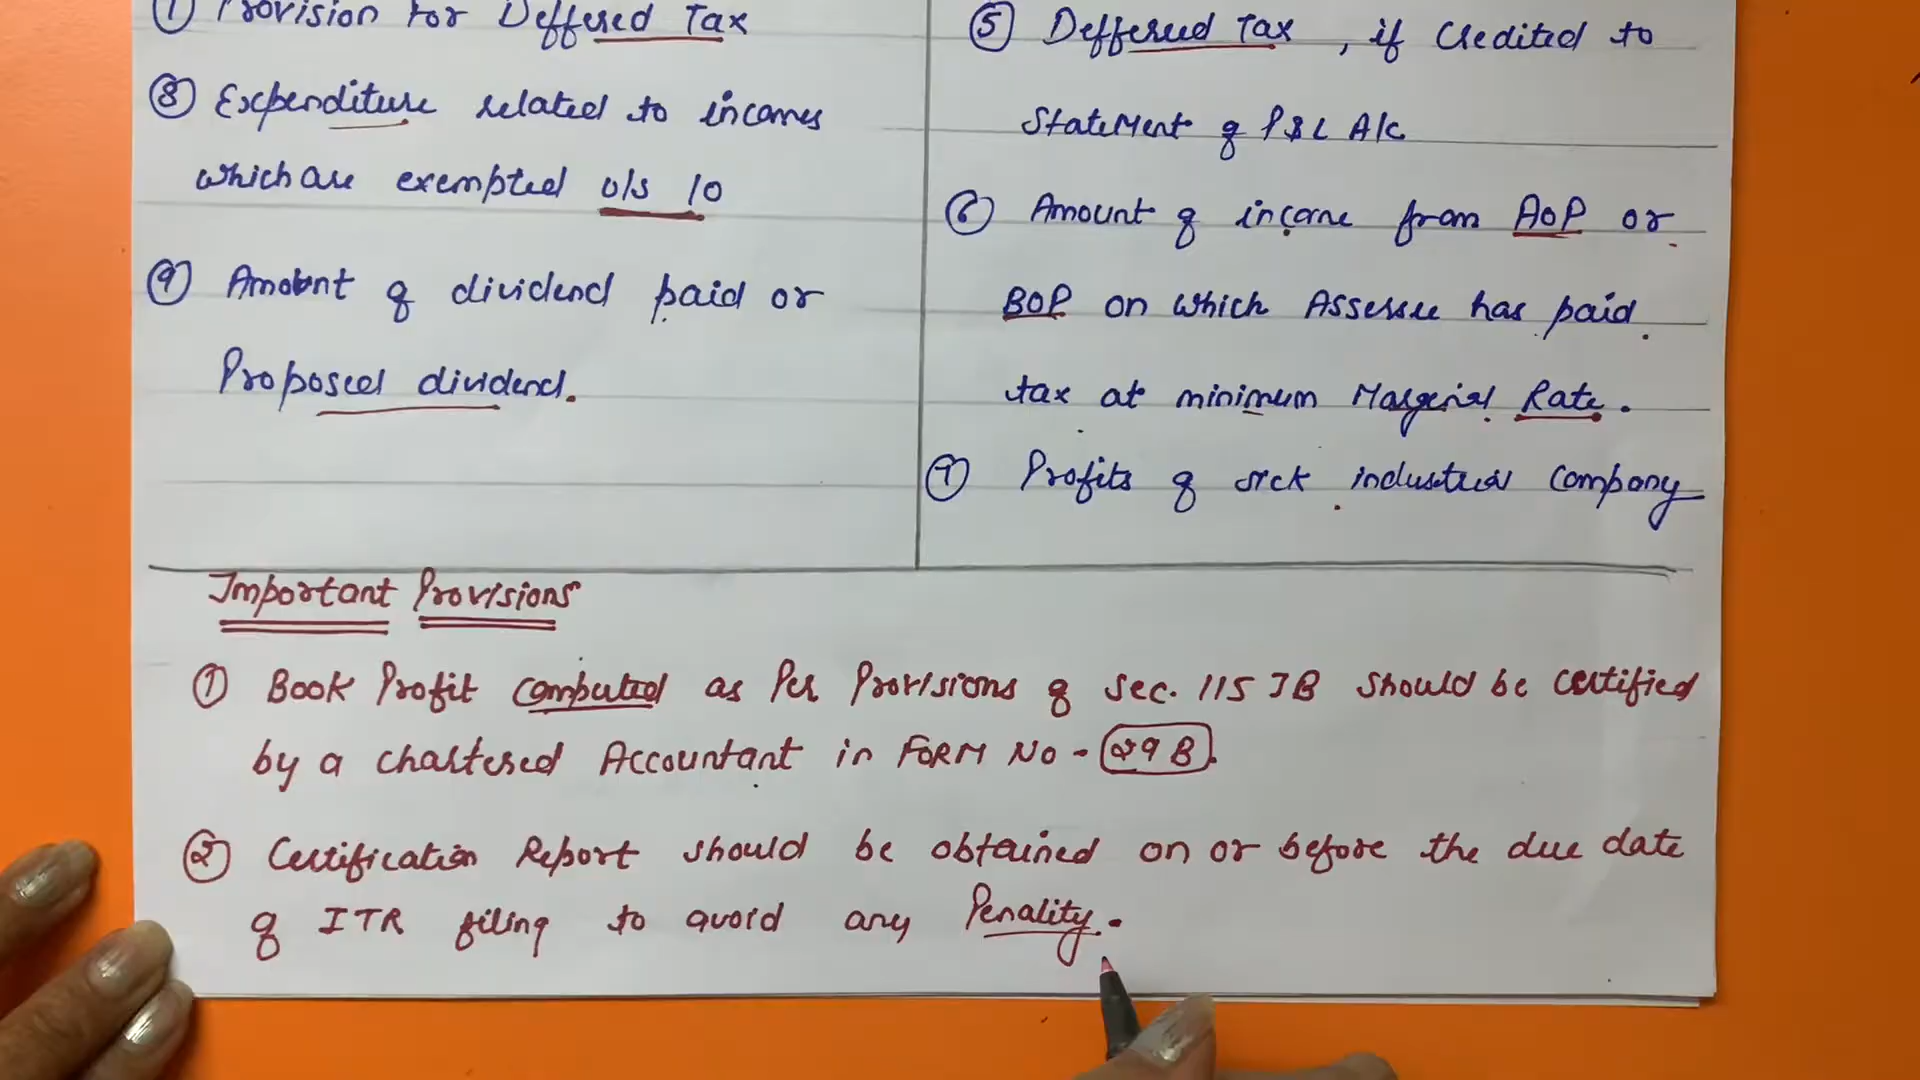 ⑦ Provision for Deffered Tax
⑧ Expenditure related to incomes
which are exempted u/s 10
⑨ Amount of dividend paid or
Proposed dividend.
⑤ Deffered Tax, if Credited to
Statement of P&L A/c
⑥ Amount of income from AOP or
BOP on which Assessee has paid
tax at minimum Marginal Rate.
⑦ Profits of sick industrial Company
Important Provisions
① Book Profit computed as Per Provisions of Sec. 115 JB should be certified
by a chartered Accountant in FORM No - 29B.
② Certification Report should be obtained on or before the due date
of ITR filing to avoid any Penality.